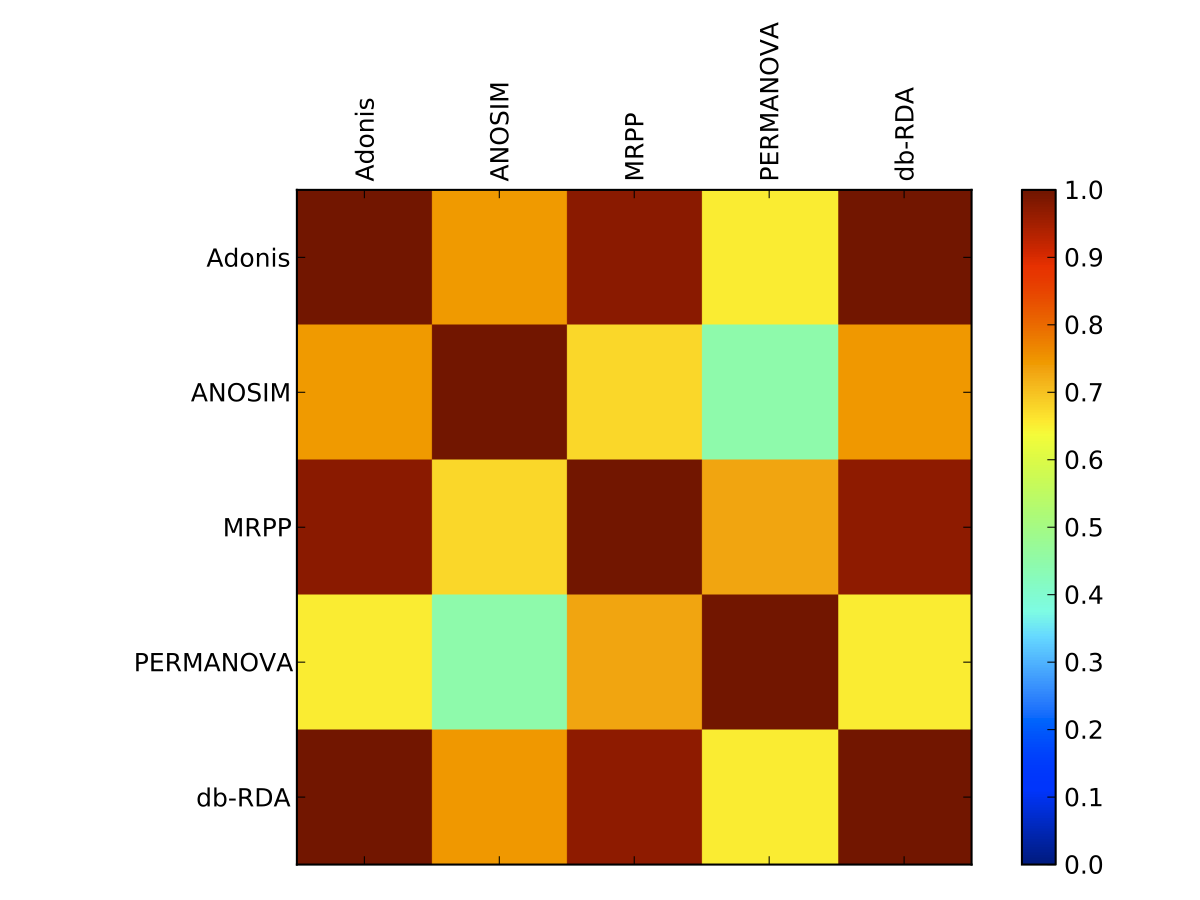 Adonis
ANOSIM
MRPP
PERMANOVA
db-RDA
Adonis
ANOSIM
MRPP
PERMANOVA
db-RDA
1.0
0.9
0.8
0.7
0.6
0.5
0.4
0.3
0.2
0.1
0.0